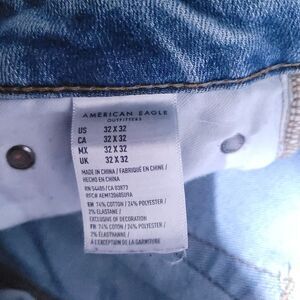 AMERICAN EAGLE
OUTFITTERS
US 32 X 32
CA 32 X 32
MX 32 X 32
UK 32 X 32
MADE IN CHINA / FABRIQUÉ EN CHINE /
HECHO EN CHINA
RN 54485 / CA 03973
EN 74% COTTON / 24% POLYESTER /
2% ELASTANE /
EXCLUSIVE OF DECORATION
FR 74% COTON / 24% POLYESTER /
2% ÉLASTHANNE /
À L'EXCEPTION DE LA GARNITURE